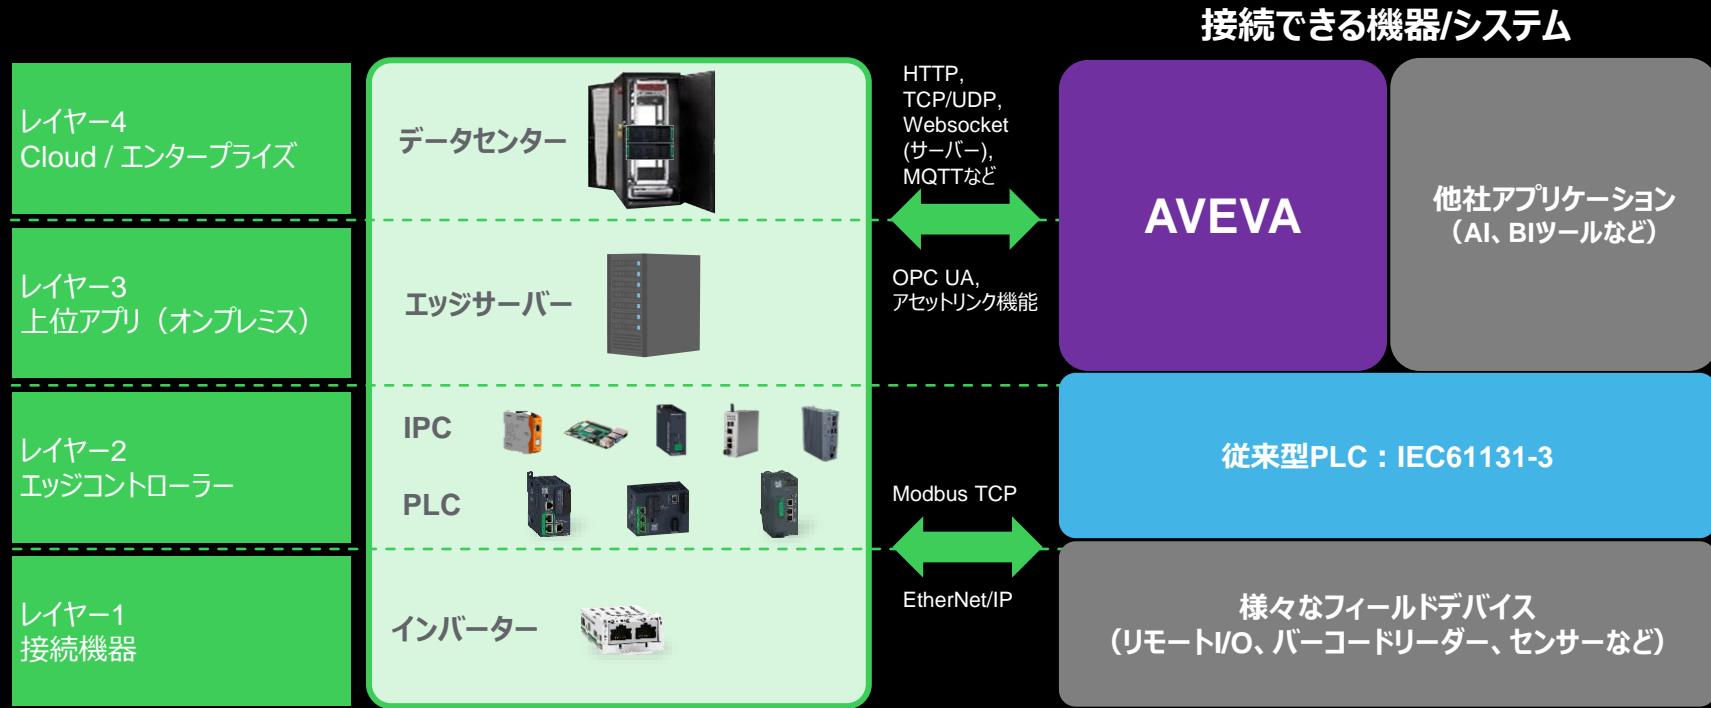 接続できる機器/システム
レイヤー4
Cloud / エンタープライズ
データセンター
HTTP,
TCP/UDP,
Websocket
(サーバー),
MQTTなど
AVEVA
他社アプリケーション
（AI、BIツールなど）
レイヤー3
上位アプリ（オンプレミス）
エッジサーバー
OPC UA,
アセットリンク機能
レイヤー2
エッジコントローラー
IPC
PLC
Modbus TCP
従来型PLC：IEC61131-3
レイヤー1
接続機器
インバーター
EtherNet/IP
様々なフィールドデバイス
（リモートI/O、バーコードリーダー、センサーなど）